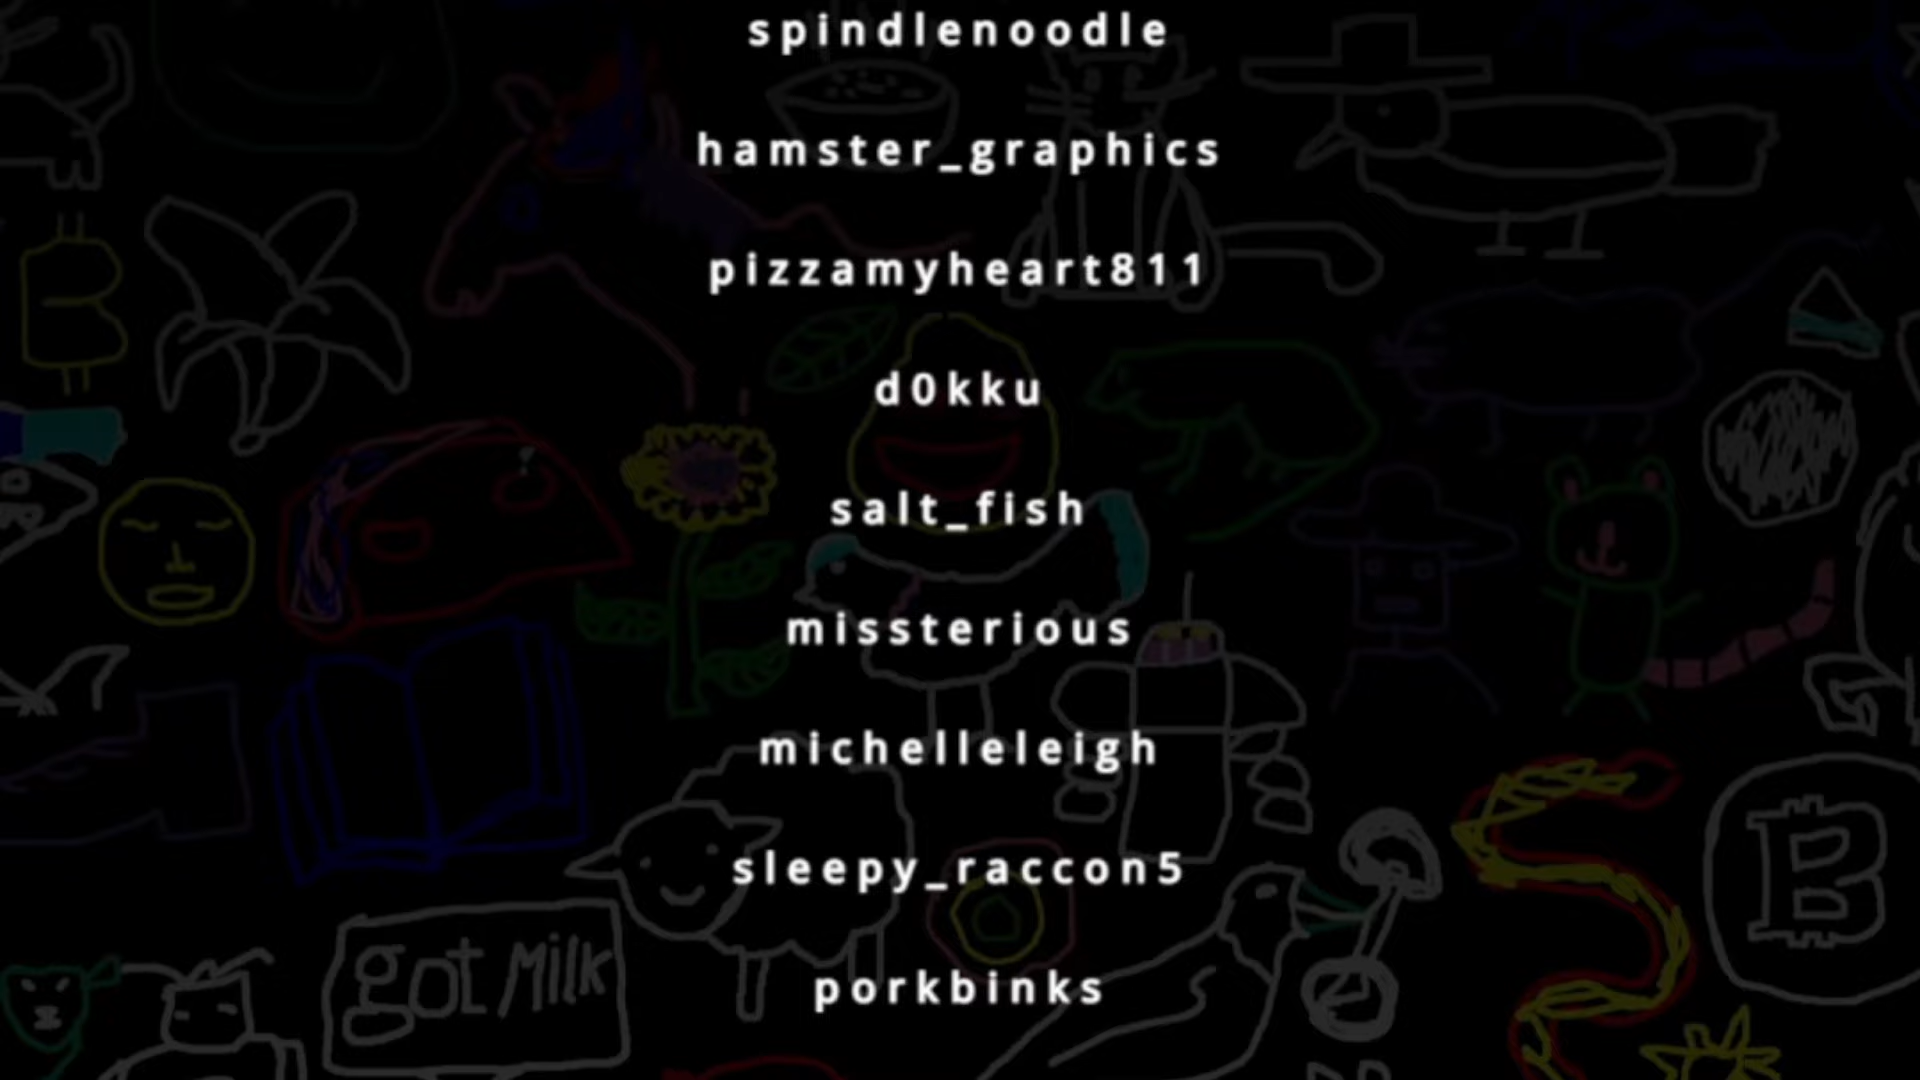 spindlenoodle
hamster_graphics
pizzamyheart811
d0kku
salt_fish
missterious
michelleleigh
sleepy_raccon5
porkbinks
got Milk
B
B